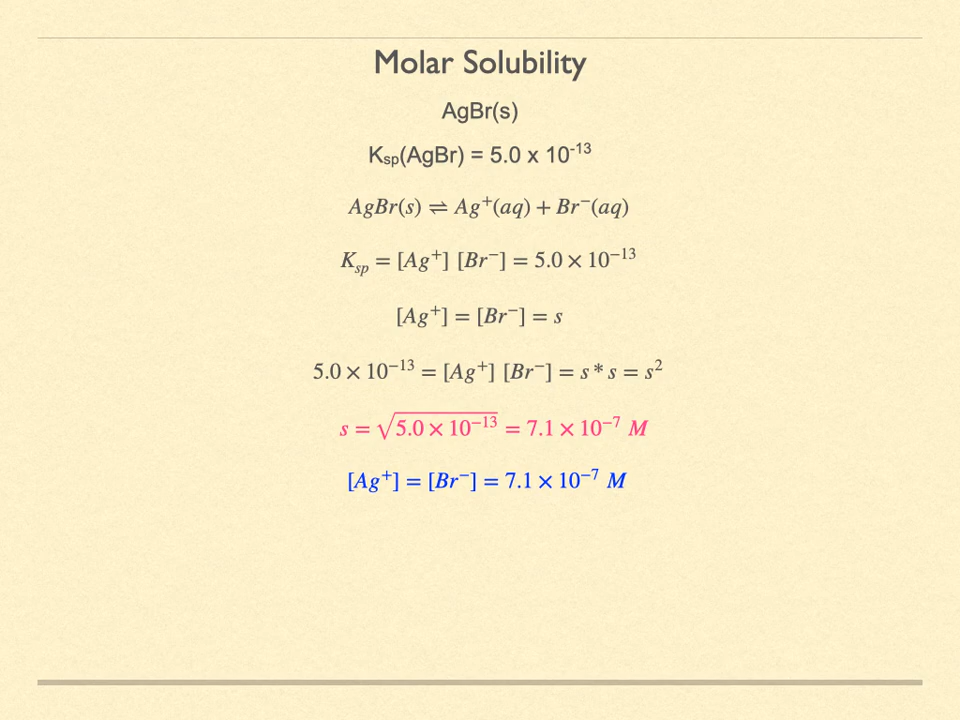 Molar Solubility
AgBr(s)
Kₛₚ(AgBr) = 5.0 x 10⁻¹³
AgBr(s) ⇌ Ag⁺(aq) + Br⁻(aq)
Kₛₚ = [Ag⁺] [Br⁻] = 5.0 × 10⁻¹³
[Ag⁺] = [Br⁻] = s
5.0 × 10⁻¹³ = [Ag⁺] [Br⁻] = s * s = s²
s = √(5.0 × 10⁻¹³) = 7.1 × 10⁻⁷ M
[Ag⁺] = [Br⁻] = 7.1 × 10⁻⁷ M